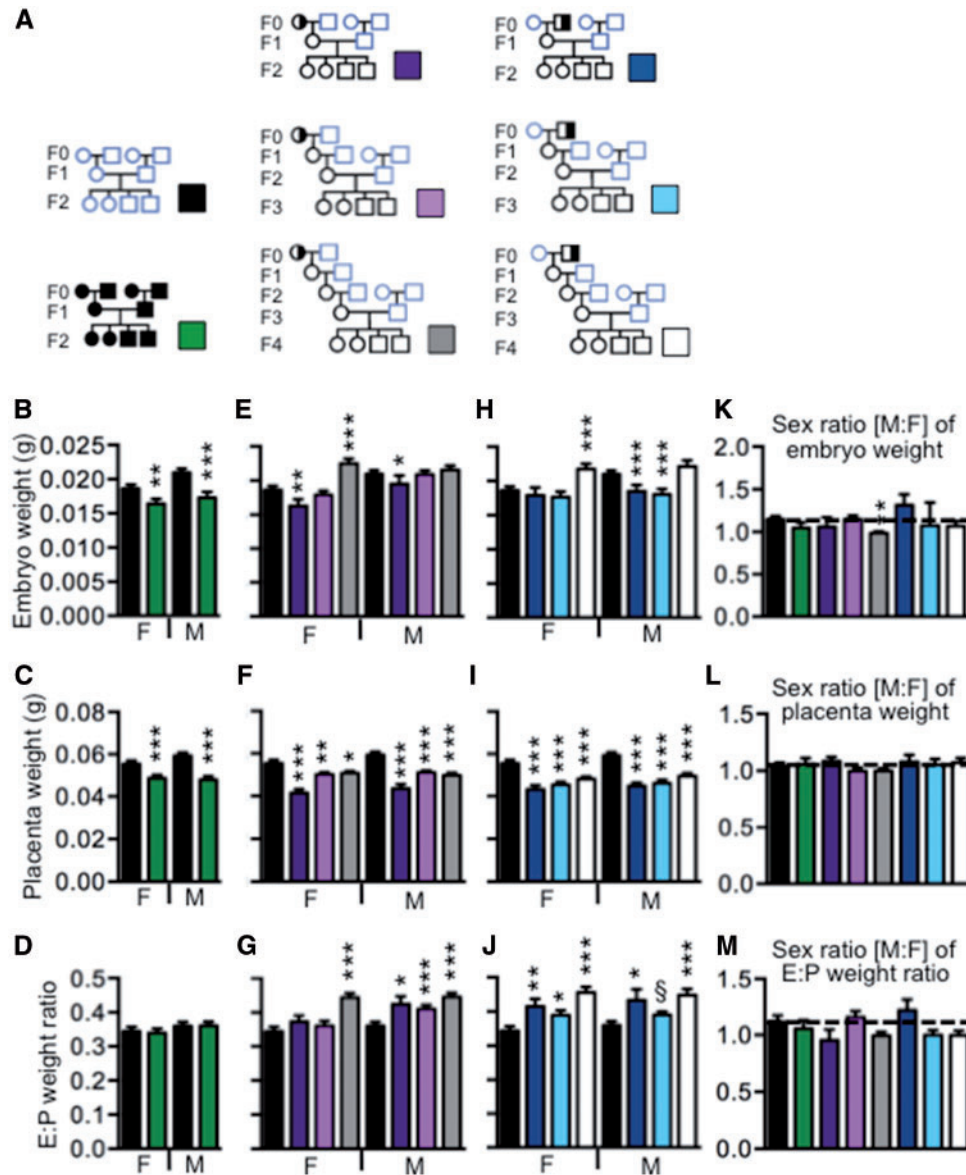 A
F0
F1
F2
F0
F1
F2
F0
F1
F2
F0
F1
F2
F3
F0
F1
F2
F3
F0
F1
F2
F0
F1
F2
F3
F4
F0
F1
F2
F3
F4
B
Embryo weight (g)
0.025
0.020
0.015
0.010
0.005
0.000
**
***
F
M
E
**
***
*
F
M
H
***
***
***
F
M
K
Sex ratio [M:F] of
embryo weight
2.0
1.5
1.0
0.5
0.0
**
C
Placenta weight (g)
0.08
0.06
0.04
0.02
0.00
***
***
F
M
F
***
**
*
***
***
***
F
M
I
***
***
***
***
***
***
F
M
L
Sex ratio [M:F] of
placenta weight
1.5
1.0
0.5
0.0
D
E:P weight ratio
0.5
0.4
0.3
0.2
0.1
0.0
F
M
G
***
*
***
***
F
M
J
**
*
***
*
§
***
F
M
M
Sex ratio [M:F] of
E:P weight ratio
1.5
1.0
0.5
0.0